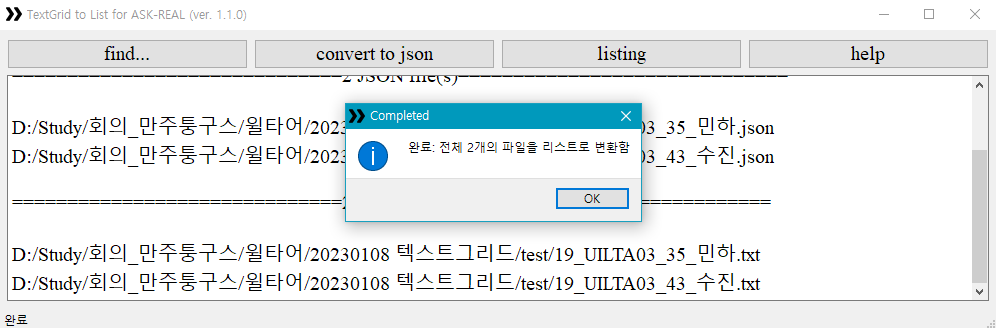 TextGrid to List for ASK-REAL (ver. 1.1.0)
find...
convert to json
listing
help
==============================2 JSON file(s)==============================
Completed
완료: 전체 2개의 파일을 리스트로 변환함
OK
D:/Study/회의_만주퉁구스/윌타어/2023
03_35_민하.json
D:/Study/회의_만주퉁구스/윌타어/2023
03_43_수진.json
D:/Study/회의_만주퉁구스/윌타어/20230108 텍스트그리드/test/19_UILTA03_35_민하.txt
D:/Study/회의_만주퉁구스/윌타어/20230108 텍스트그리드/test/19_UILTA03_43_수진.txt
완료